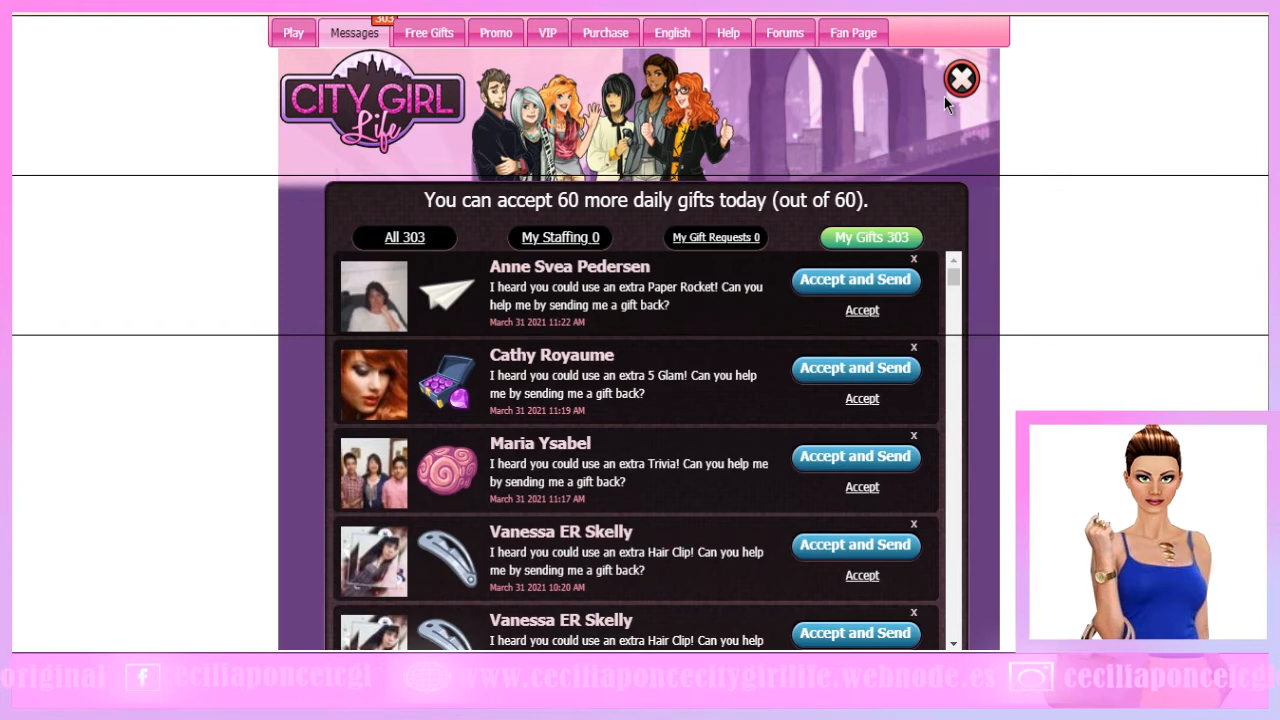 303
Play Messages Free Gifts Promo VIP Purchase English Help Forums Fan Page
CITY GIRL
Life
You can accept 60 more daily gifts today (out of 60).
All 303 My Staffing 0 My Gift Requests 0 My Gifts 303
x
Anne Svea Pedersen
I heard you could use an extra Paper Rocket! Can you
help me by sending me a gift back?
March 31 2021 11:22 AM
Accept and Send
Accept
x
Cathy Royaume
I heard you could use an extra 5 Glam! Can you help
me by sending me a gift back?
March 31 2021 11:19 AM
Accept and Send
Accept
x
Maria Ysabel
I heard you could use an extra Trivia! Can you help me
by sending me a gift back?
March 31 2021 11:17 AM
Accept and Send
Accept
x
Vanessa ER Skelly
I heard you could use an extra Hair Clip! Can you help
me by sending me a gift back?
March 31 2021 10:20 AM
Accept and Send
Accept
x
Vanessa ER Skelly
I heard you could use an extra Hair Clip! Can you help
Accept and Send
original f ceciliaponcelcgl www.ceciliaponcecitygirllife.webnode.es ceciliaponcelcgl